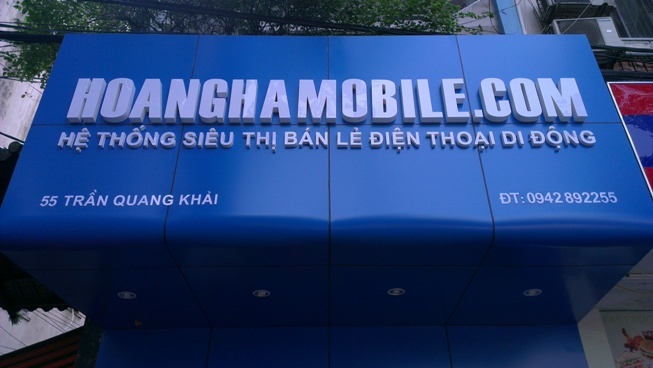 HOANGHAMOBILE.COM
HỆ THỐNG SIÊU THỊ BÁN LẺ ĐIỆN THOẠI DI ĐỘNG
55 TRẦN QUANG KHẢI
ĐT: 0942 892255